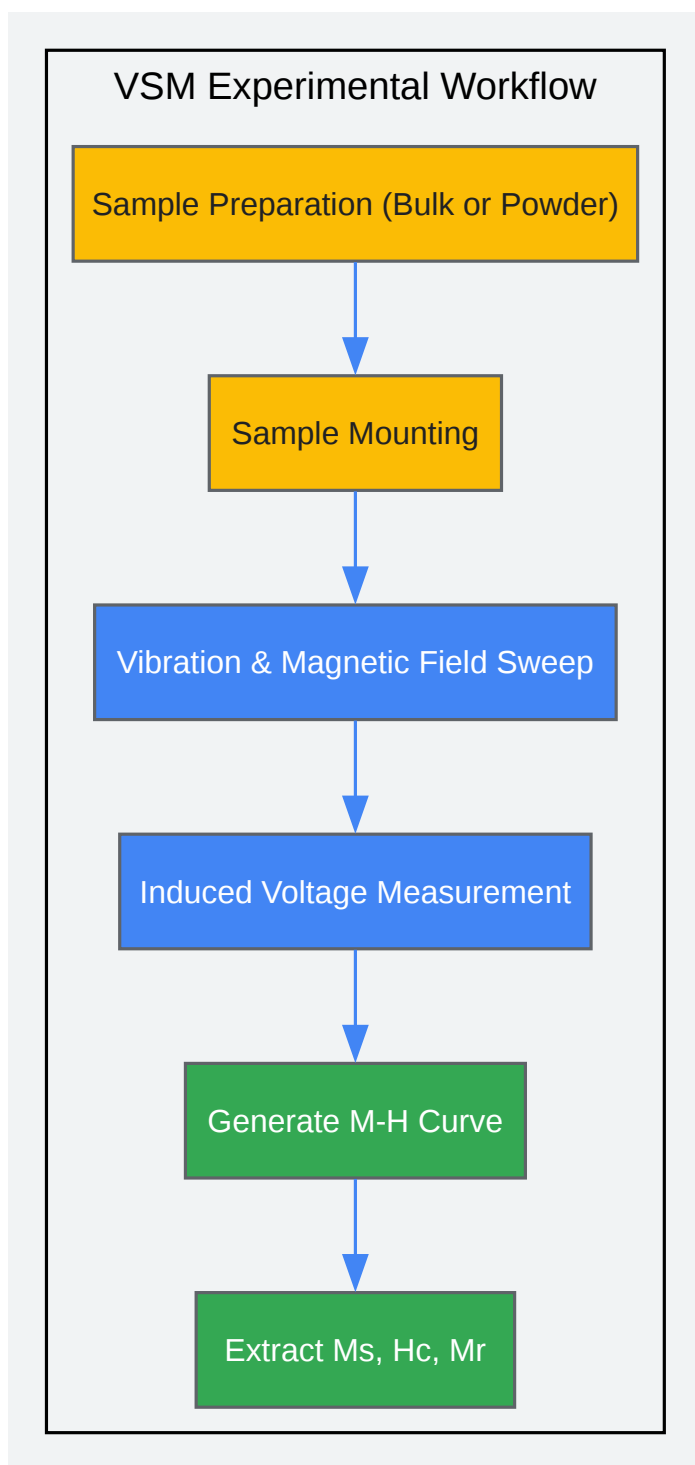 VSM Experimental Workflow
Sample Preparation (Bulk or Powder)
Sample Mounting
Vibration & Magnetic Field Sweep
Induced Voltage Measurement
Generate M-H Curve
Extract Ms, Hc, Mr